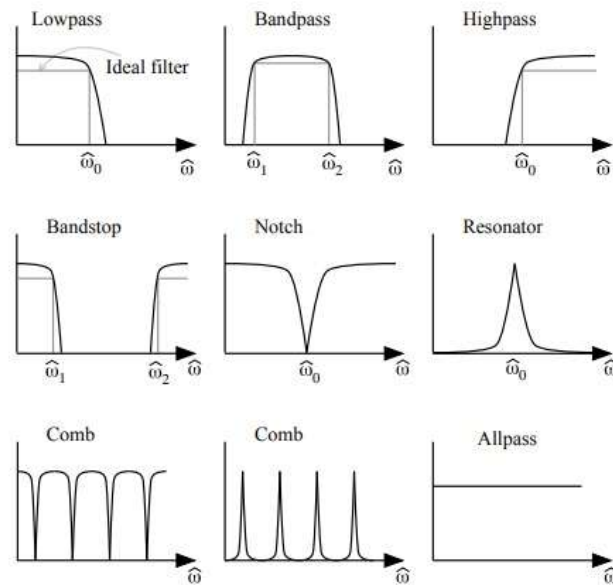 Lowpass
Bandpass
Highpass
Ideal filter
ω̂₀
ω̂
ω̂₁
ω̂₂
ω̂
ω̂₀
ω̂
Bandstop
Notch
Resonator
ω̂₁
ω̂₂
ω̂
ω̂₀
ω̂
ω̂₀
ω̂
Comb
Comb
Allpass
ω̂
ω̂
ω̂